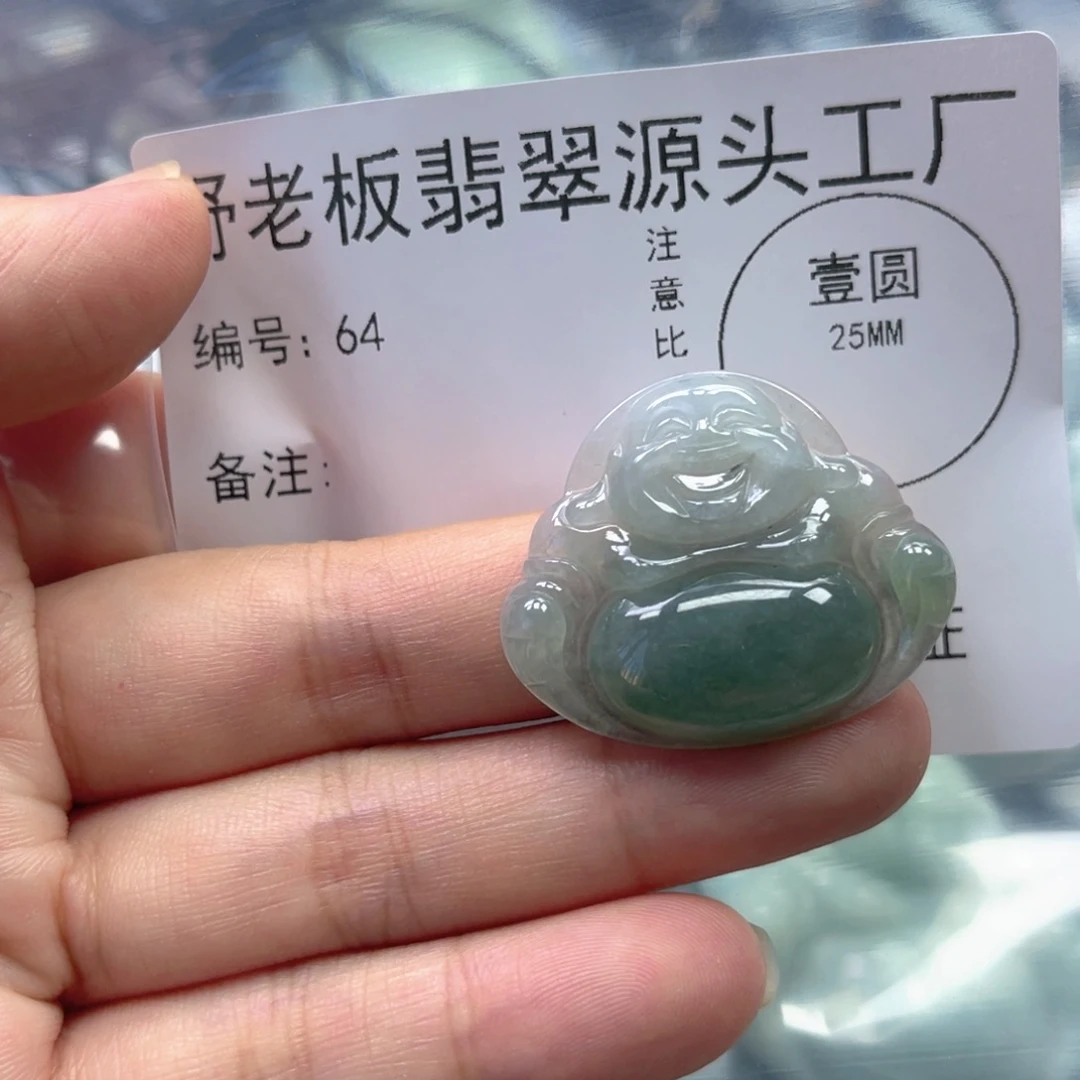 老板翡翠源头工厂
注意比
壹圆
25MM
编号: 64
备注: